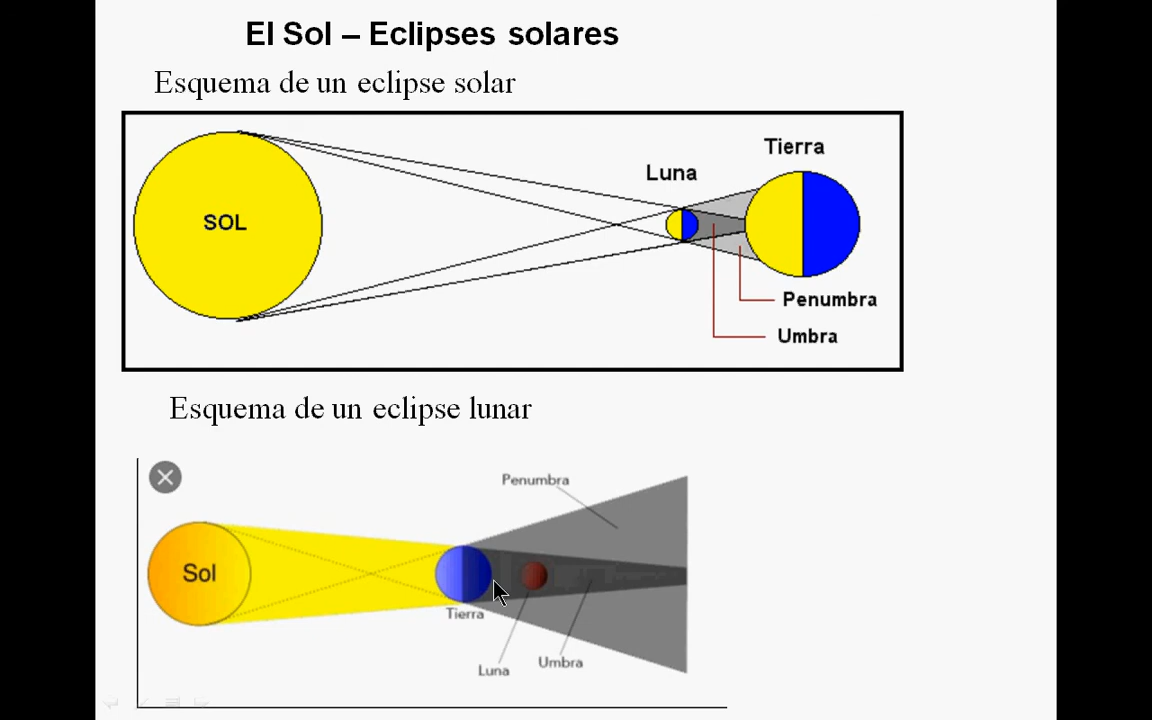 El Sol – Eclipses solares
Esquema de un eclipse solar
Tierra
Luna
SOL
Penumbra
Umbra
Esquema de un eclipse lunar
Penumbra
Sol
Tierra
Luna
Umbra